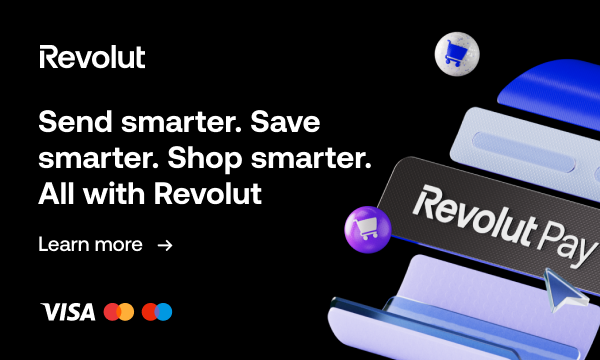 Revolut
Send smarter. Save
smarter. Shop smarter.
All with Revolut
Learn more →
VISA
Revolut Pay